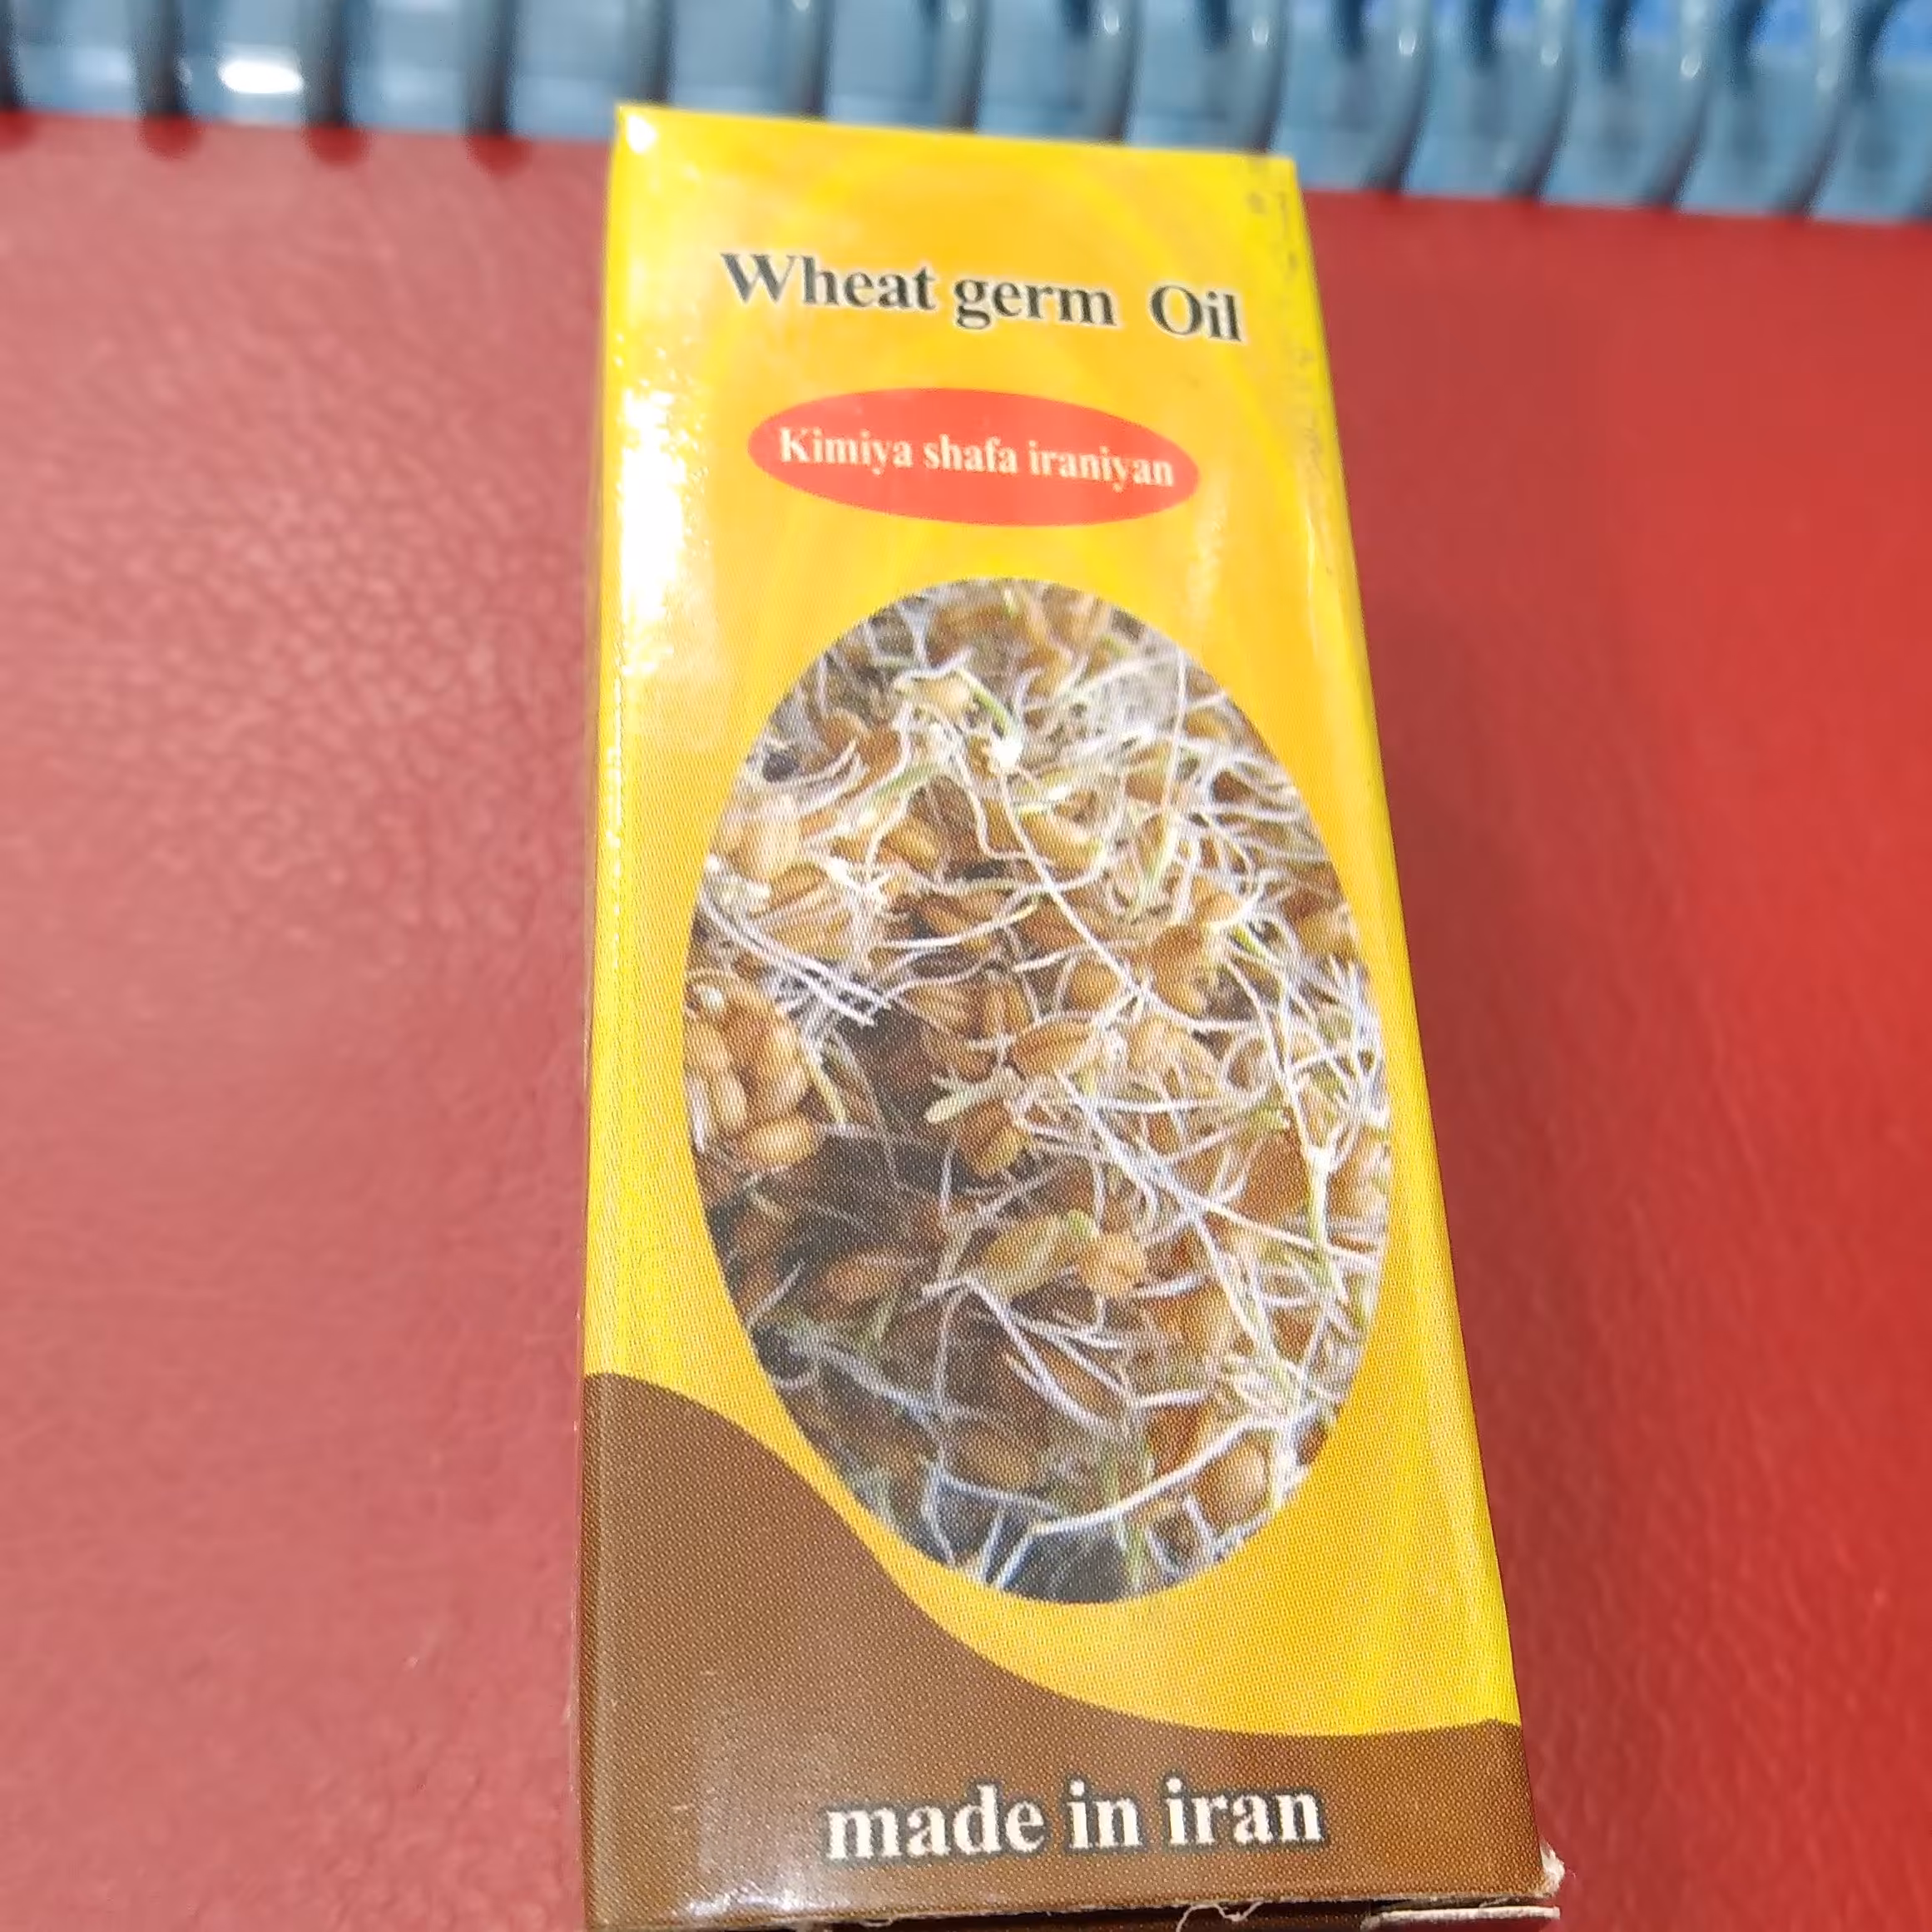 Wheat germ Oil
Kimiya shafa iraniyan
made in iran